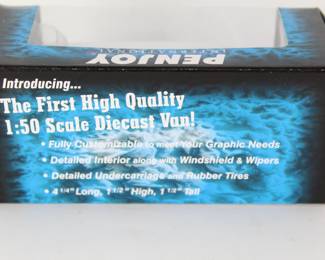 PENJOY
INTERNATIONAL
Introducing...
The First High Quality
1:50 Scale Diecast Van!
• Fully Customizable to meet Your Graphic Needs
• Detailed Interior along with Windshield & Wipers
• Detailed Undercarriage and Rubber Tires
• 4 1/4" Long, 1 1/2" High, 1 1/2" Tall